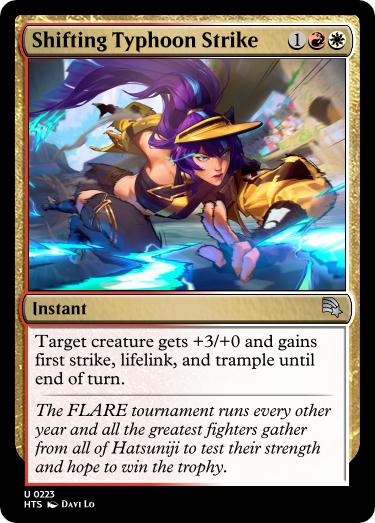 Shifting Typhoon Strike 1
Instant
Target creature gets +3/+0 and gains
first strike, lifelink, and trample until
end of turn.
The FLARE tournament runs every other
year and all the greatest fighters gather
from all of Hatsuniji to test their strength
and hope to win the trophy.
U 0223
HTS Davi Lo